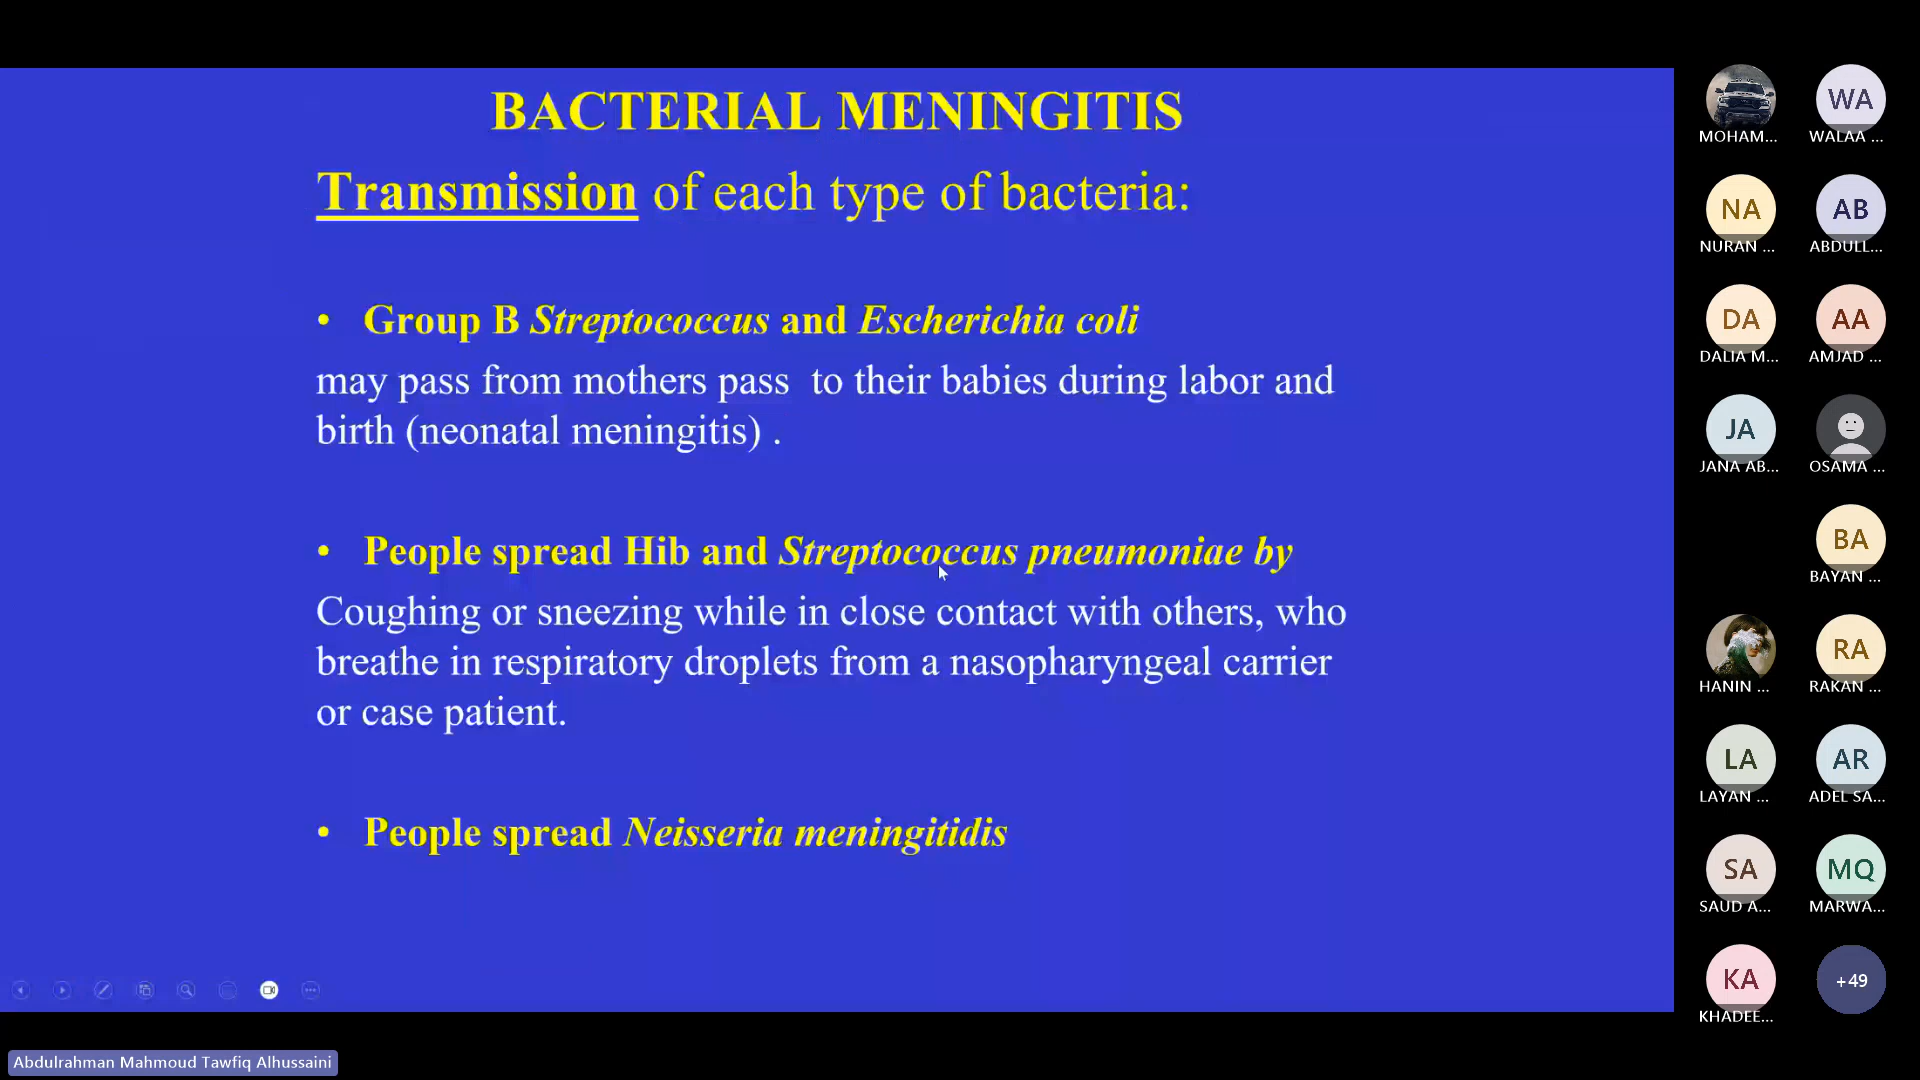 BACTERIAL MENINGITIS
Transmission of each type of bacteria:
• Group B Streptococcus and Escherichia coli
may pass from mothers pass  to their babies during labor and
birth (neonatal meningitis) .
• People spread Hib and Streptococcus pneumoniae by
Coughing or sneezing while in close contact with others, who
breathe in respiratory droplets from a nasopharyngeal carrier
or case patient.
• People spread Neisseria meningitidis
MOHAM...
WA
WALAA ...
NA
NURAN ...
AB
ABDULL...
DA
DALIA M...
AA
AMJAD ...
JA
JANA AB...
OSAMA ...
BA
BAYAN ...
HANIN ...
RA
RAKAN ...
LA
LAYAN ...
AR
ADEL SA...
SA
SAUD A...
MQ
MARWA...
KA
KHADEE...
+49
Abdulrahman Mahmoud Tawfiq Alhussaini